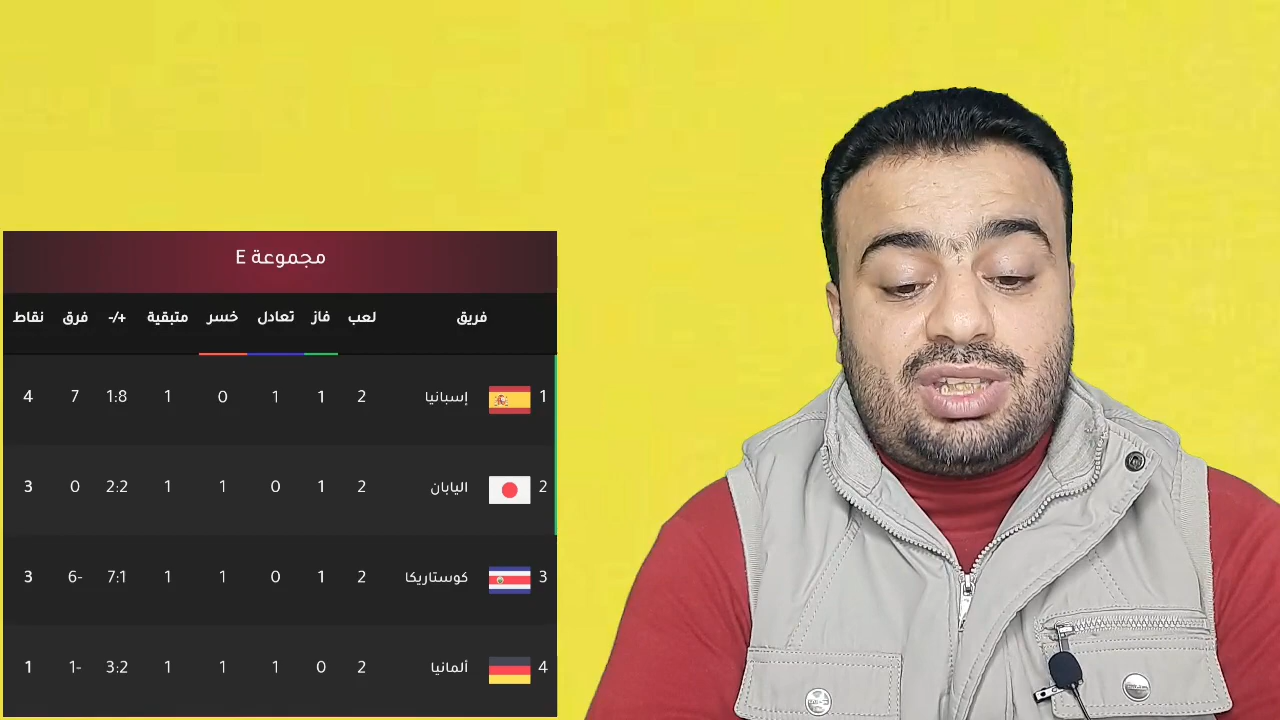 مجموعة E
فريق لعب فاز تعادل خسر متبقية +/- فرق نقاط
1 إسبانيا 2 1 1 0 1 1:8 7 4
2 اليابان 2 1 0 1 1 2:2 0 3
3 كوستاريكا 2 1 0 1 1 7:1 6- 3
4 ألمانيا 2 0 1 1 1 3:2 1- 1